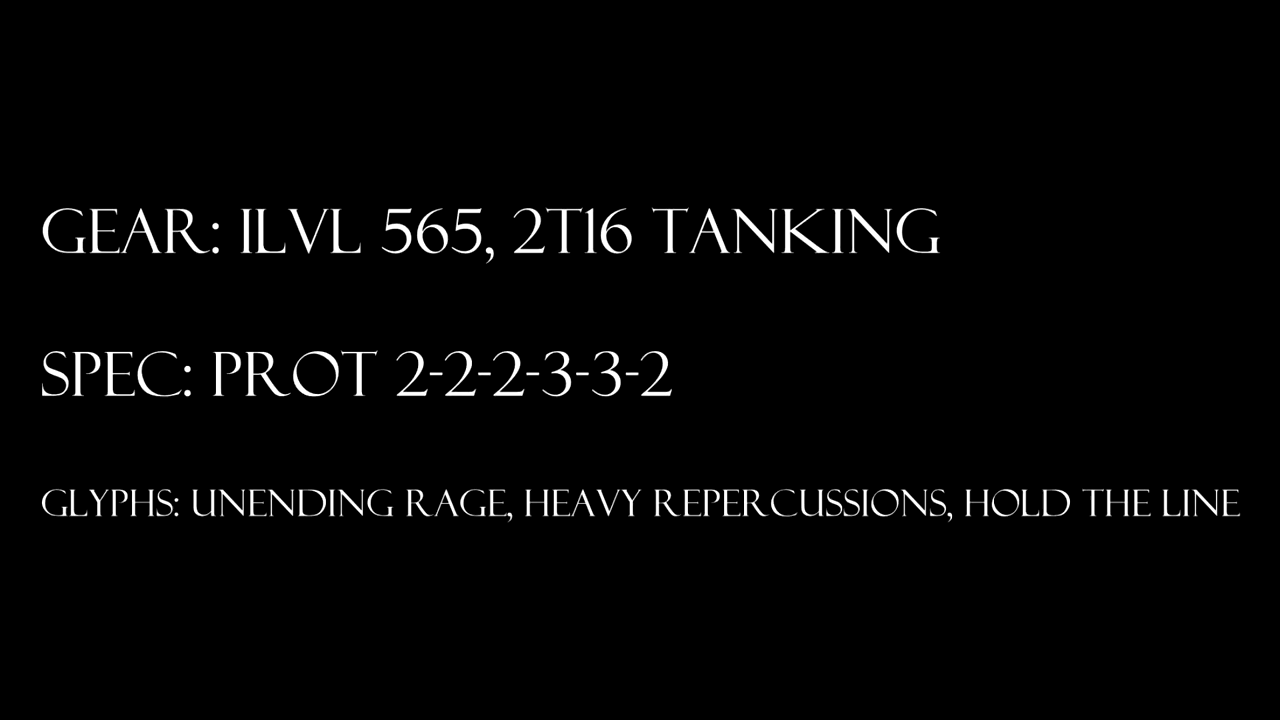 GEAR: ILVL 565, 2T16 TANKING
SPEC: PROT 2-2-2-3-3-2
GLYPHS: UNENDING RAGE, HEAVY REPERCUSSIONS, HOLD THE LINE